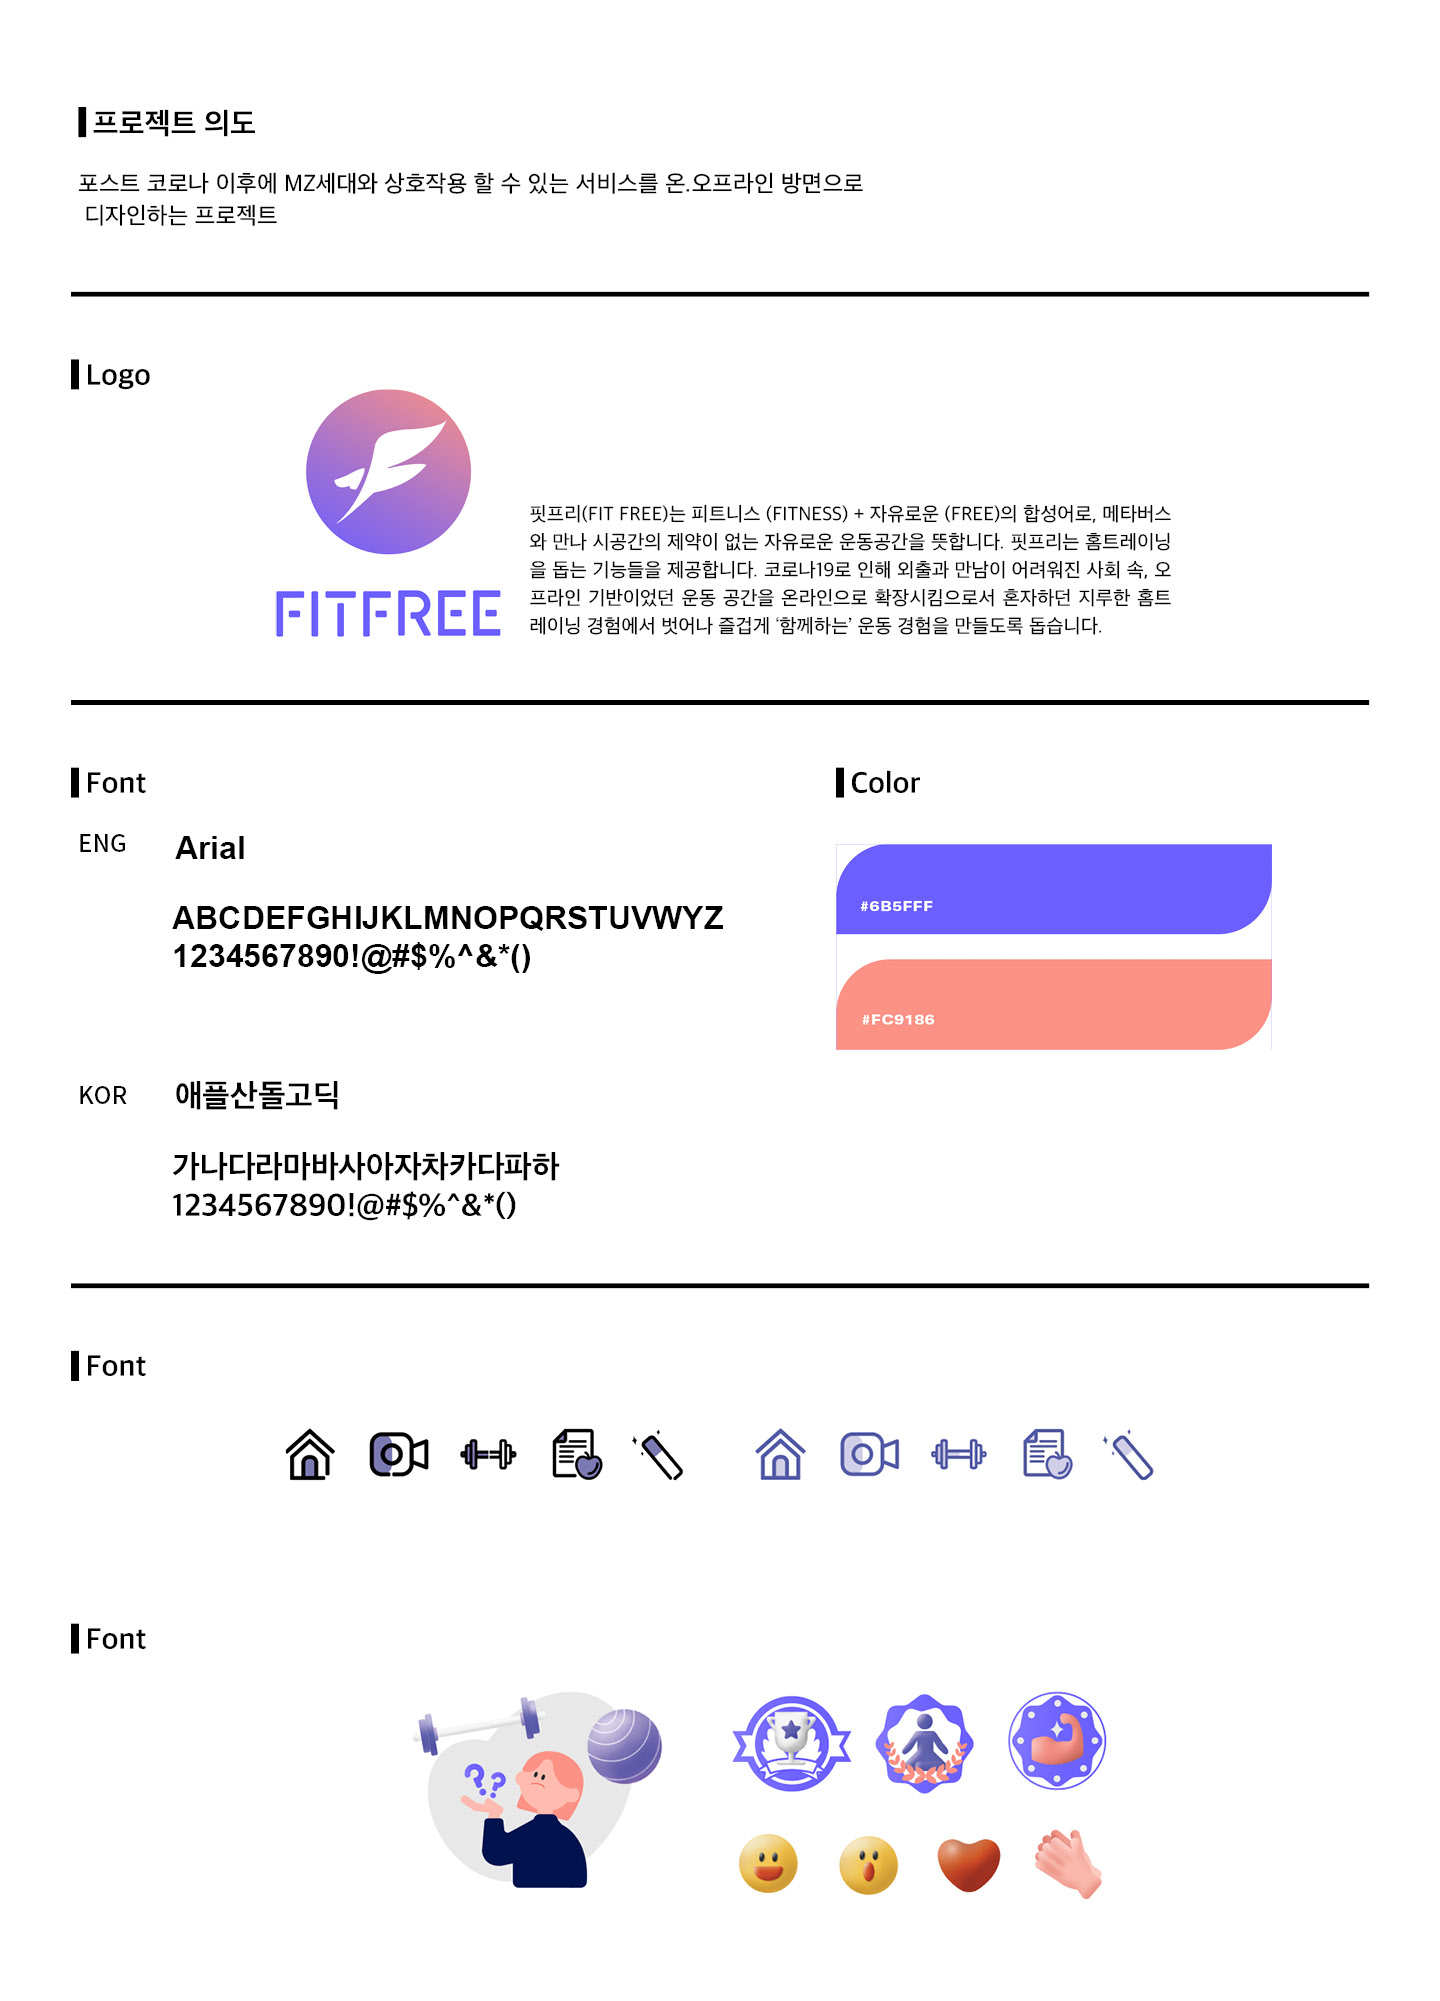 프로젝트 의도
포스트 코로나 이후에 MZ세대와 상호작용 할 수 있는 서비스를 온.오프라인 방면으로
디자인하는 프로젝트
Logo
FITFREE
핏프리(FIT FREE)는 피트니스 (FITNESS) + 자유로운 (FREE)의 합성어로, 메타버스
와 만나 시공간의 제약이 없는 자유로운 운동공간을 뜻합니다. 핏프리는 홈트레이닝
을 돕는 기능들을 제공합니다. 코로나19로 인해 외출과 만남이 어려워진 사회 속, 오
프라인 기반이었던 운동 공간을 온라인으로 확장시킴으로서 혼자하던 지루한 홈트
레이닝 경험에서 벗어나 즐겁게 ‘함께하는’ 운동 경험을 만들도록 돕습니다.
Font
ENG
Arial
ABCDEFGHIJKLMNOPQRSTUVWYZ
1234567890!@#$%^&*()
KOR
애플산돌고딕
가나다라마바사아자차카다파하
1234567890!@#$%^&*()
Color
#6B5FFF
#FC9186
Font
Font
??